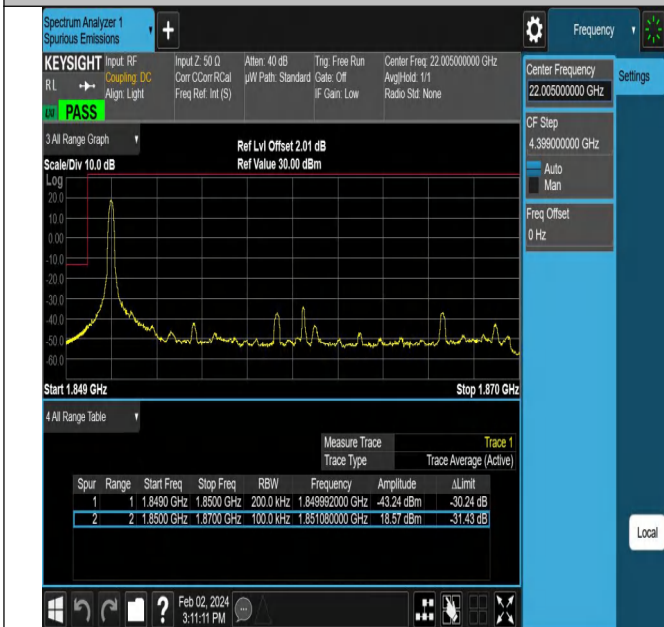 Spectrum Analyzer 1
Spurious Emissions
Frequency
KEYSIGHT Input: RF
RL Coupling: DC
Align: Light
Input Z: 50 Ω
Corr CCorr RCal
Freq Ref: Int (S)
Atten: 40 dB
µW Path: Standard
Trig: Free Run
Gate: Off
IF Gain: Low
Center Freq: 22.005000000 GHz
Avg|Hold: 1/1
Radio Std: None
PASS
3 All Range Graph
Scale/Div 10.0 dB
Ref Lvl Offset 2.01 dB
Ref Value 30.00 dBm
Log
20.0
10.0
0.00
-10.0
-20.0
-30.0
-40.0
-50.0
-60.0
Start 1.849 GHz
Stop 1.870 GHz
4 All Range Table
Measure Trace Trace 1
Trace Type Trace Average (Active)
Spur Range Start Freq Stop Freq RBW Frequency Amplitude ΔLimit
1 1 1.8490 GHz 1.8500 GHz 200.0 kHz 1.849992000 GHz -43.24 dBm -30.24 dB
2 2 1.8500 GHz 1.8700 GHz 100.0 kHz 1.851080000 GHz 18.57 dBm -31.43 dB
Center Frequency
22.005000000 GHz
CF Step
4.399000000 GHz
Auto
Man
Freq Offset
0 Hz
Settings
Local
Feb 02, 2024
3:11:11 PM